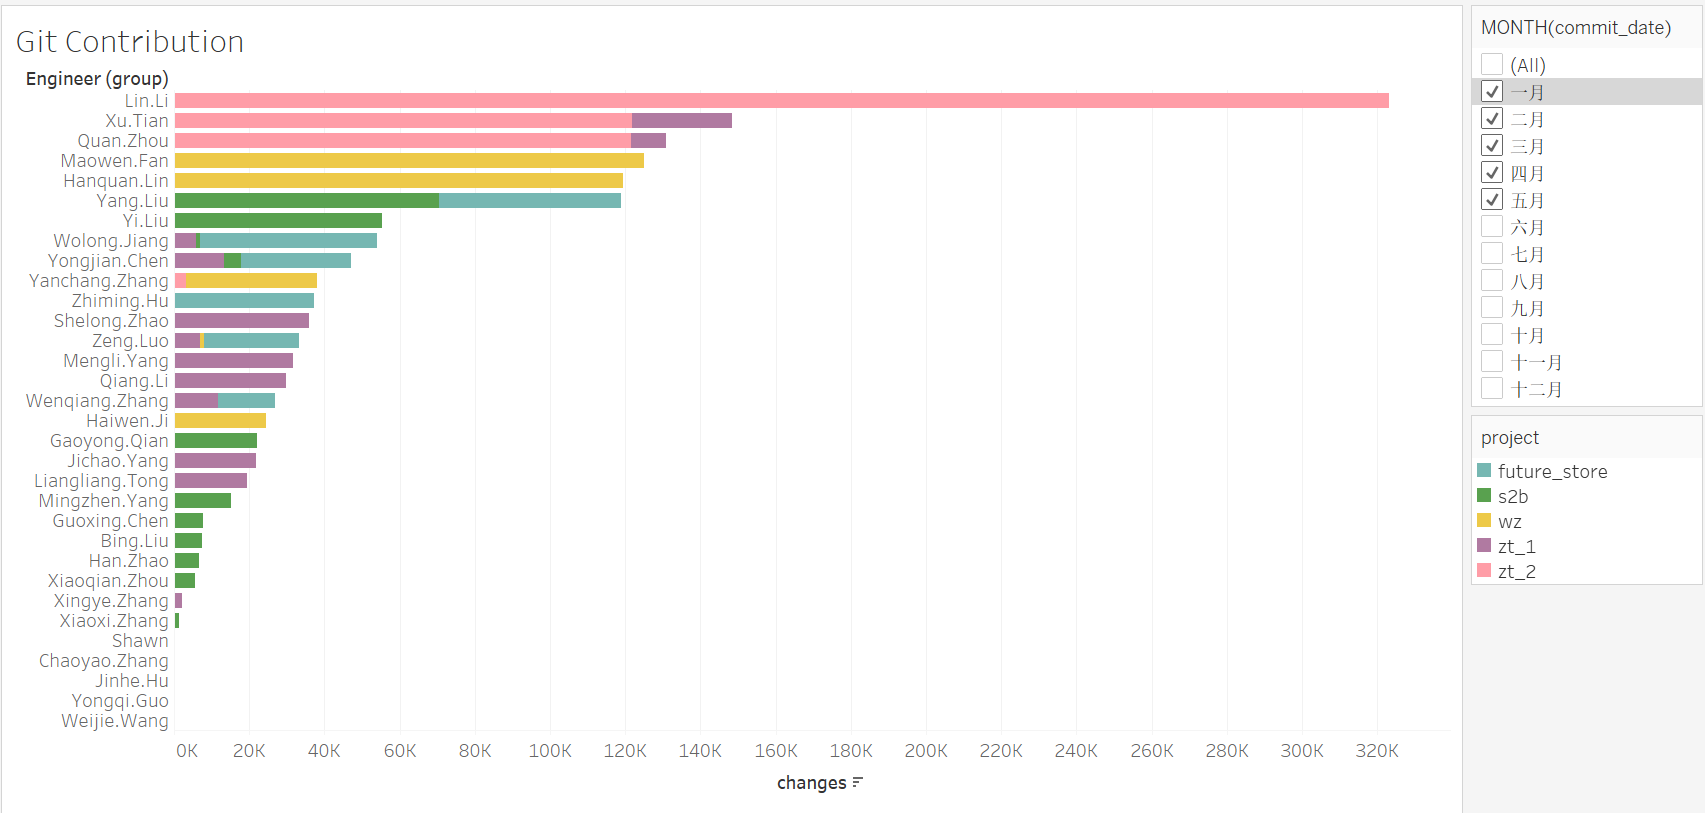 Git Contribution
Engineer (group)
Lin.Li
Xu.Tian
Quan.Zhou
Maowen.Fan
Hanquan.Lin
Yang.Liu
Yi.Liu
Wolong.Jiang
Yongjian.Chen
Yanchang.Zhang
Zhiming.Hu
Shelong.Zhao
Zeng.Luo
Mengli.Yang
Qiang.Li
Wenqiang.Zhang
Haiwen.Ji
Gaoyong.Qian
Jichao.Yang
Liangliang.Tong
Mingzhen.Yang
Guoxing.Chen
Bing.Liu
Han.Zhao
Xiaoqian.Zhou
Xingye.Zhang
Xiaoxi.Zhang
Shawn
Chaoyao.Zhang
Jinhe.Hu
Yongqi.Guo
Weijie.Wang
0K 20K 40K 60K 80K 100K 120K 140K 160K 180K 200K 220K 240K 260K 280K 300K 320K
changes
MONTH(commit_date)
(All)
一月
二月
三月
四月
五月
六月
七月
八月
九月
十月
十一月
十二月
project
future_store
s2b
wz
zt_1
zt_2